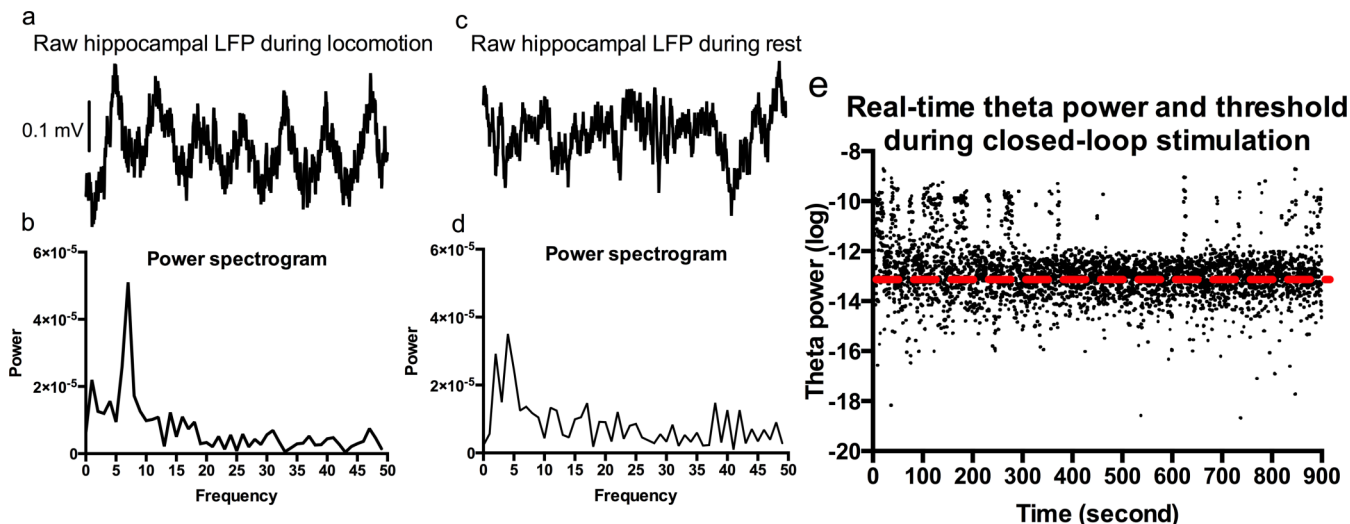 a
Raw hippocampal LFP during locomotion
0.1 mV
b
Power spectrogram
6×10⁻⁵
4×10⁻⁵
2×10⁻⁵
0
Power
0 5 10 15 20 25 30 35 40 45 50
Frequency
c
Raw hippocampal LFP during rest
d
Power spectrogram
6×10⁻⁵
4×10⁻⁵
2×10⁻⁵
0
Power
0 5 10 15 20 25 30 35 40 45 50
Frequency
e
Real-time theta power and threshold
during closed-loop stimulation
-8
-10
-12
-14
-16
-18
-20
Theta power (log)
0 100 200 300 400 500 600 700 800 900
Time (second)